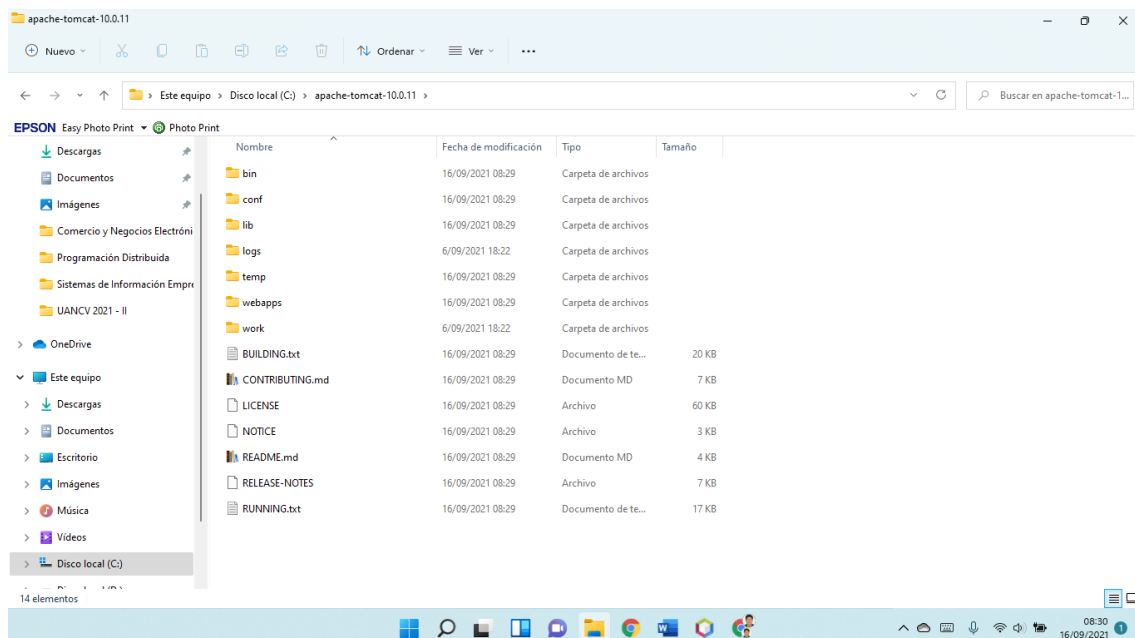 apache-tomcat-10.0.11
Nuevo Ordenar Ver
Este equipo Disco local (C:) apache-tomcat-10.0.11 Buscar en apache-tomcat-1...
EPSON Easy Photo Print Photo Print
Nombre Fecha de modificación Tipo Tamaño
Descargas
Documentos
Imágenes
Comercio y Negocios Electróni
Programación Distribuida
Sistemas de Información Empre
UANCV 2021 - II
OneDrive
Este equipo
Descargas
Documentos
Escritorio
Imágenes
Música
Vídeos
Disco local (C:)
bin 16/09/2021 08:29 Carpeta de archivos
conf 16/09/2021 08:29 Carpeta de archivos
lib 16/09/2021 08:29 Carpeta de archivos
logs 6/09/2021 18:22 Carpeta de archivos
temp 16/09/2021 08:29 Carpeta de archivos
webapps 16/09/2021 08:29 Carpeta de archivos
work 6/09/2021 18:22 Carpeta de archivos
BUILDING.txt 16/09/2021 08:29 Documento de te... 20 KB
CONTRIBUTING.md 16/09/2021 08:29 Documento MD 7 KB
LICENSE 16/09/2021 08:29 Archivo 60 KB
NOTICE 16/09/2021 08:29 Archivo 3 KB
README.md 16/09/2021 08:29 Documento MD 4 KB
RELEASE-NOTES 16/09/2021 08:29 Archivo 7 KB
RUNNING.txt 16/09/2021 08:29 Documento de te... 17 KB
14 elementos
08:30
16/09/2021 1